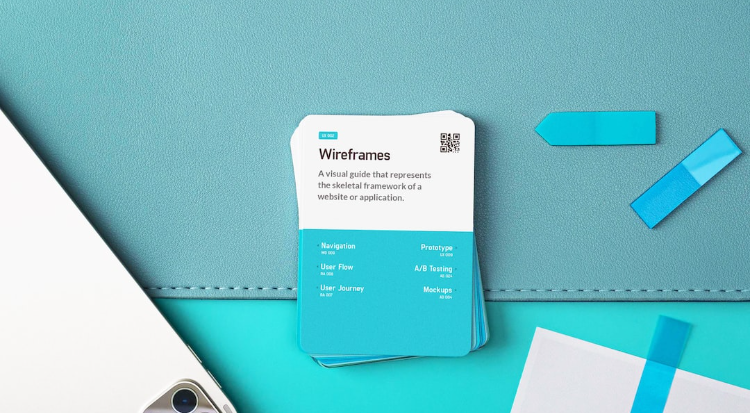 Wireframes
A visual guide that represents
the skeletal framework of a
website or application.
Navigation
Prototype
User Flow
A/B Testing
User Journey
Mockups